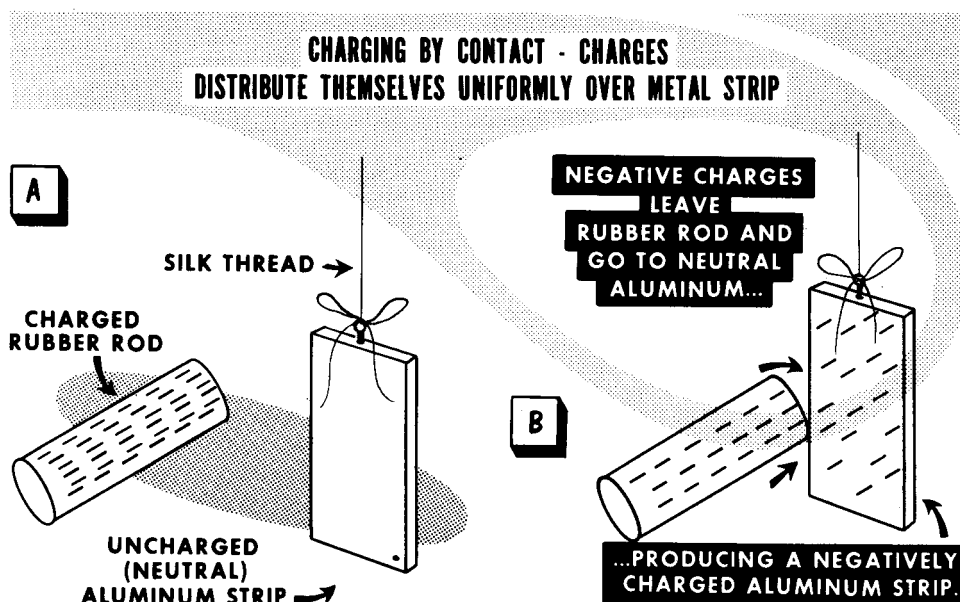 CHARGING BY CONTACT - CHARGES
DISTRIBUTE THEMSELVES UNIFORMLY OVER METAL STRIP
A
SILK THREAD
CHARGED
RUBBER ROD
UNCHARGED
(NEUTRAL)
ALUMINUM STRIP
NEGATIVE CHARGES
LEAVE
RUBBER ROD AND
GO TO NEUTRAL
ALUMINUM...
B
...PRODUCING A NEGATIVELY
CHARGED ALUMINUM STRIP.